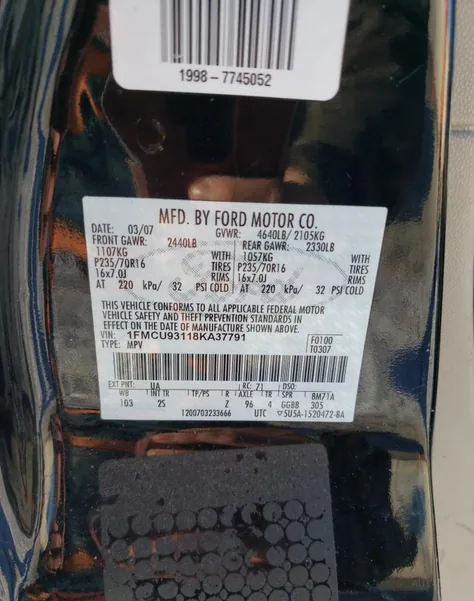 1998-7745052
MFD. BY FORD MOTOR CO.
DATE: 03/07 GVWR: 4640LB/ 2105KG
FRONT GAWR: 2440LB REAR GAWR: 2330LB
1107KG WITH 1057KG WITH
P235/70R16 TIRES P235/70R16 TIRES
16x7.0J RIMS 16x7.0J RIMS
AT 220 kPa/ 32 PSI COLD AT 220 kPa/ 32 PSI COLD
THIS VEHICLE CONFORMS TO ALL APPLICABLE FEDERAL MOTOR
VEHICLE SAFETY AND THEFT PREVENTION STANDARDS IN
EFFECT ON THE DATE OF MANUFACTURE SHOWN ABOVE.
VIN: 1FMCU93118KA37791 F0100
TYPE: MPV T0307
EXT PNT: UA RC: 71 DSO:
WB INT TR TP/PS R AXLE TR SPR BM71A
103 2S Z 96 4 GGBB 305
1200703233666 UTC ▽5U5A-1520472-BA